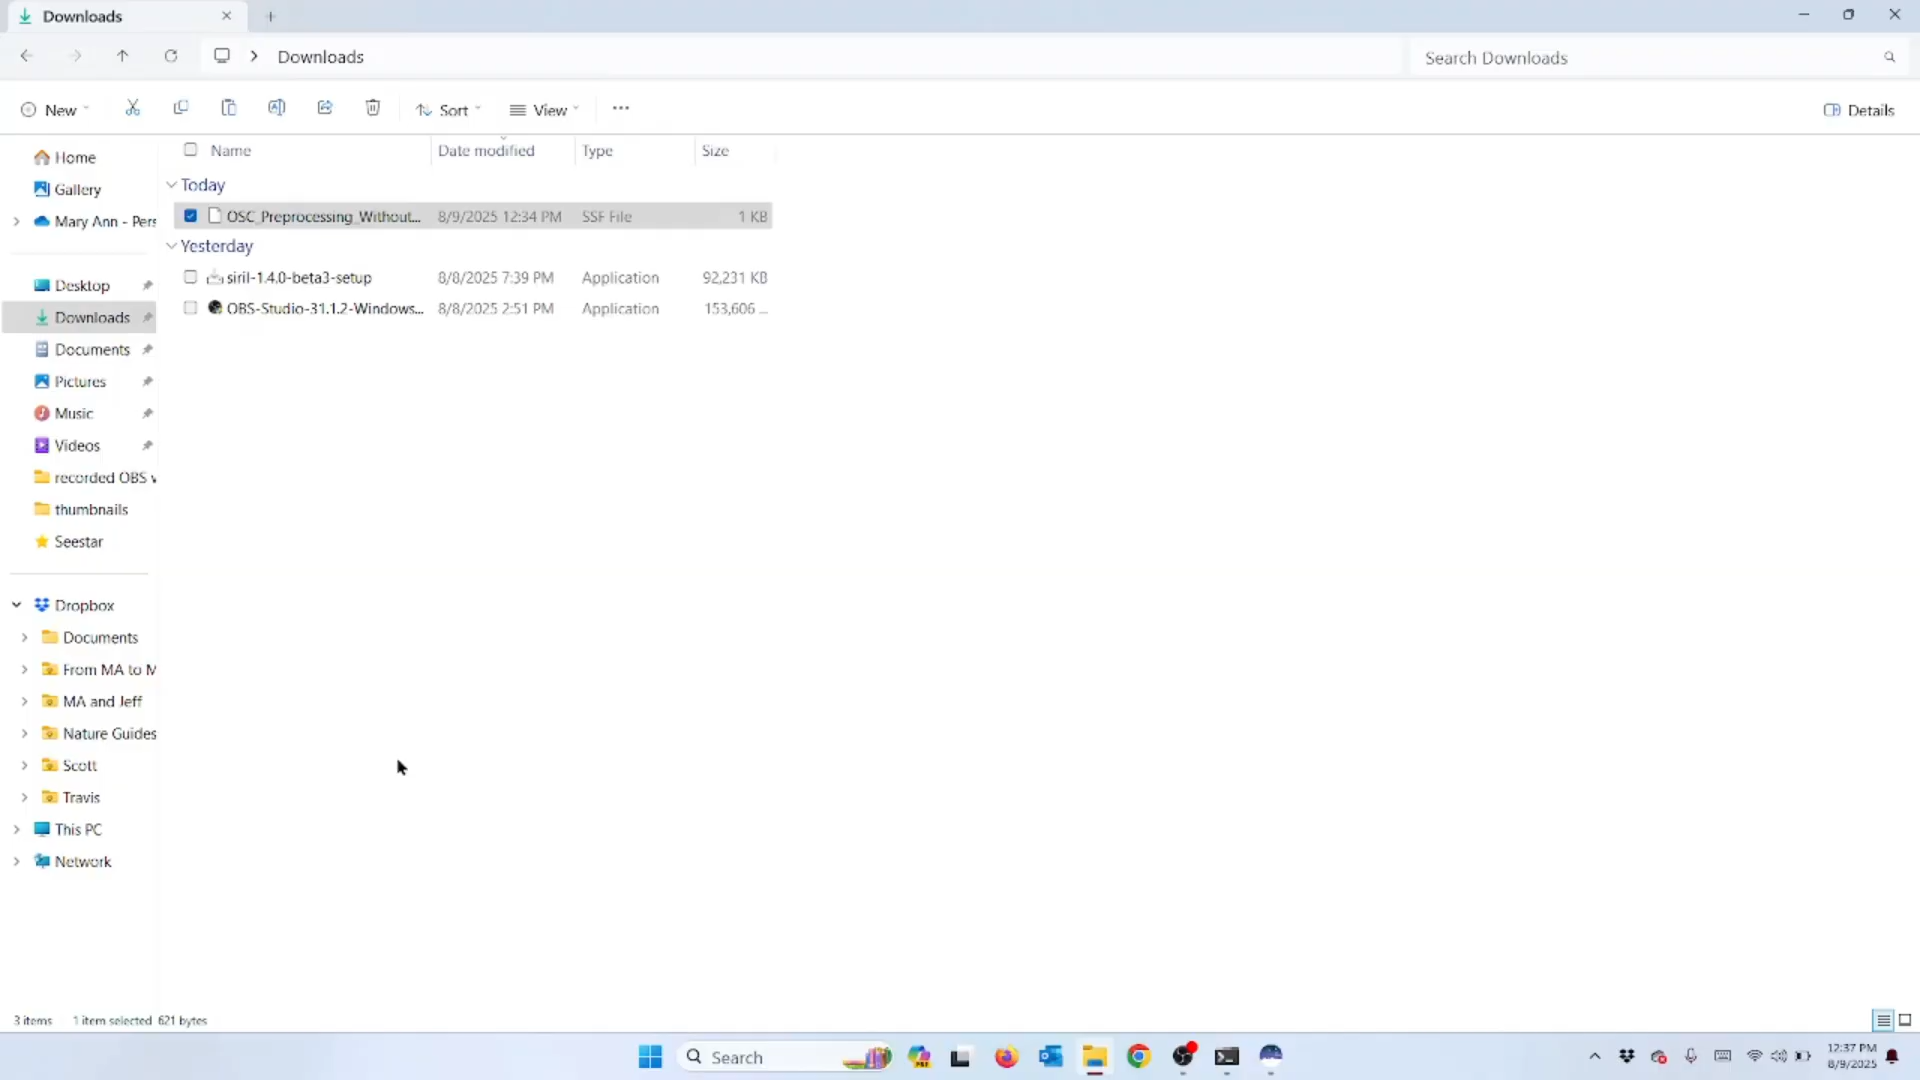 Downloads
Downloads
Search Downloads
New
Sort
View
Details
Name Date modified Type Size
Today
OSC_Preprocessing_Without... 8/9/2025 12:34 PM SSF File 1 KB
Yesterday
siril-1.4.0-beta3-setup 8/8/2025 7:39 PM Application 92,231 KB
OBS-Studio-31.1.2-Windows... 8/8/2025 2:51 PM Application 153,606 ...
Home
Gallery
Mary Ann - Pers
Desktop
Downloads
Documents
Pictures
Music
Videos
recorded OBS v
thumbnails
Seestar
Dropbox
Documents
From MA to M
MA and Jeff
Nature Guides
Scott
Travis
This PC
Network
3 items 1 item selected 621 bytes
Search
12:37 PM
8/9/2025